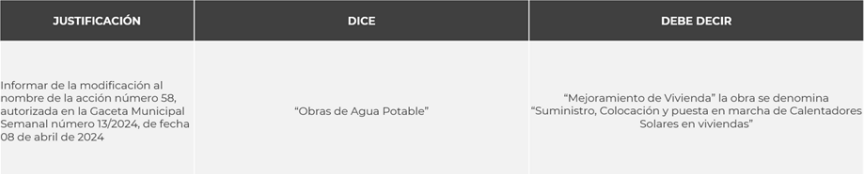 JUSTIFICACIÓN
DICE
DEBE DECIR
Informar de la modificación al
nombre de la acción número 58,
autorizada en la Gaceta Municipal
Semanal número 13/2024, de fecha
08 de abril de 2024
“Obras de Agua Potable”
“Mejoramiento de Vivienda” la obra se denomina
“Suministro, Colocación y puesta en marcha de Calentadores
Solares en viviendas”